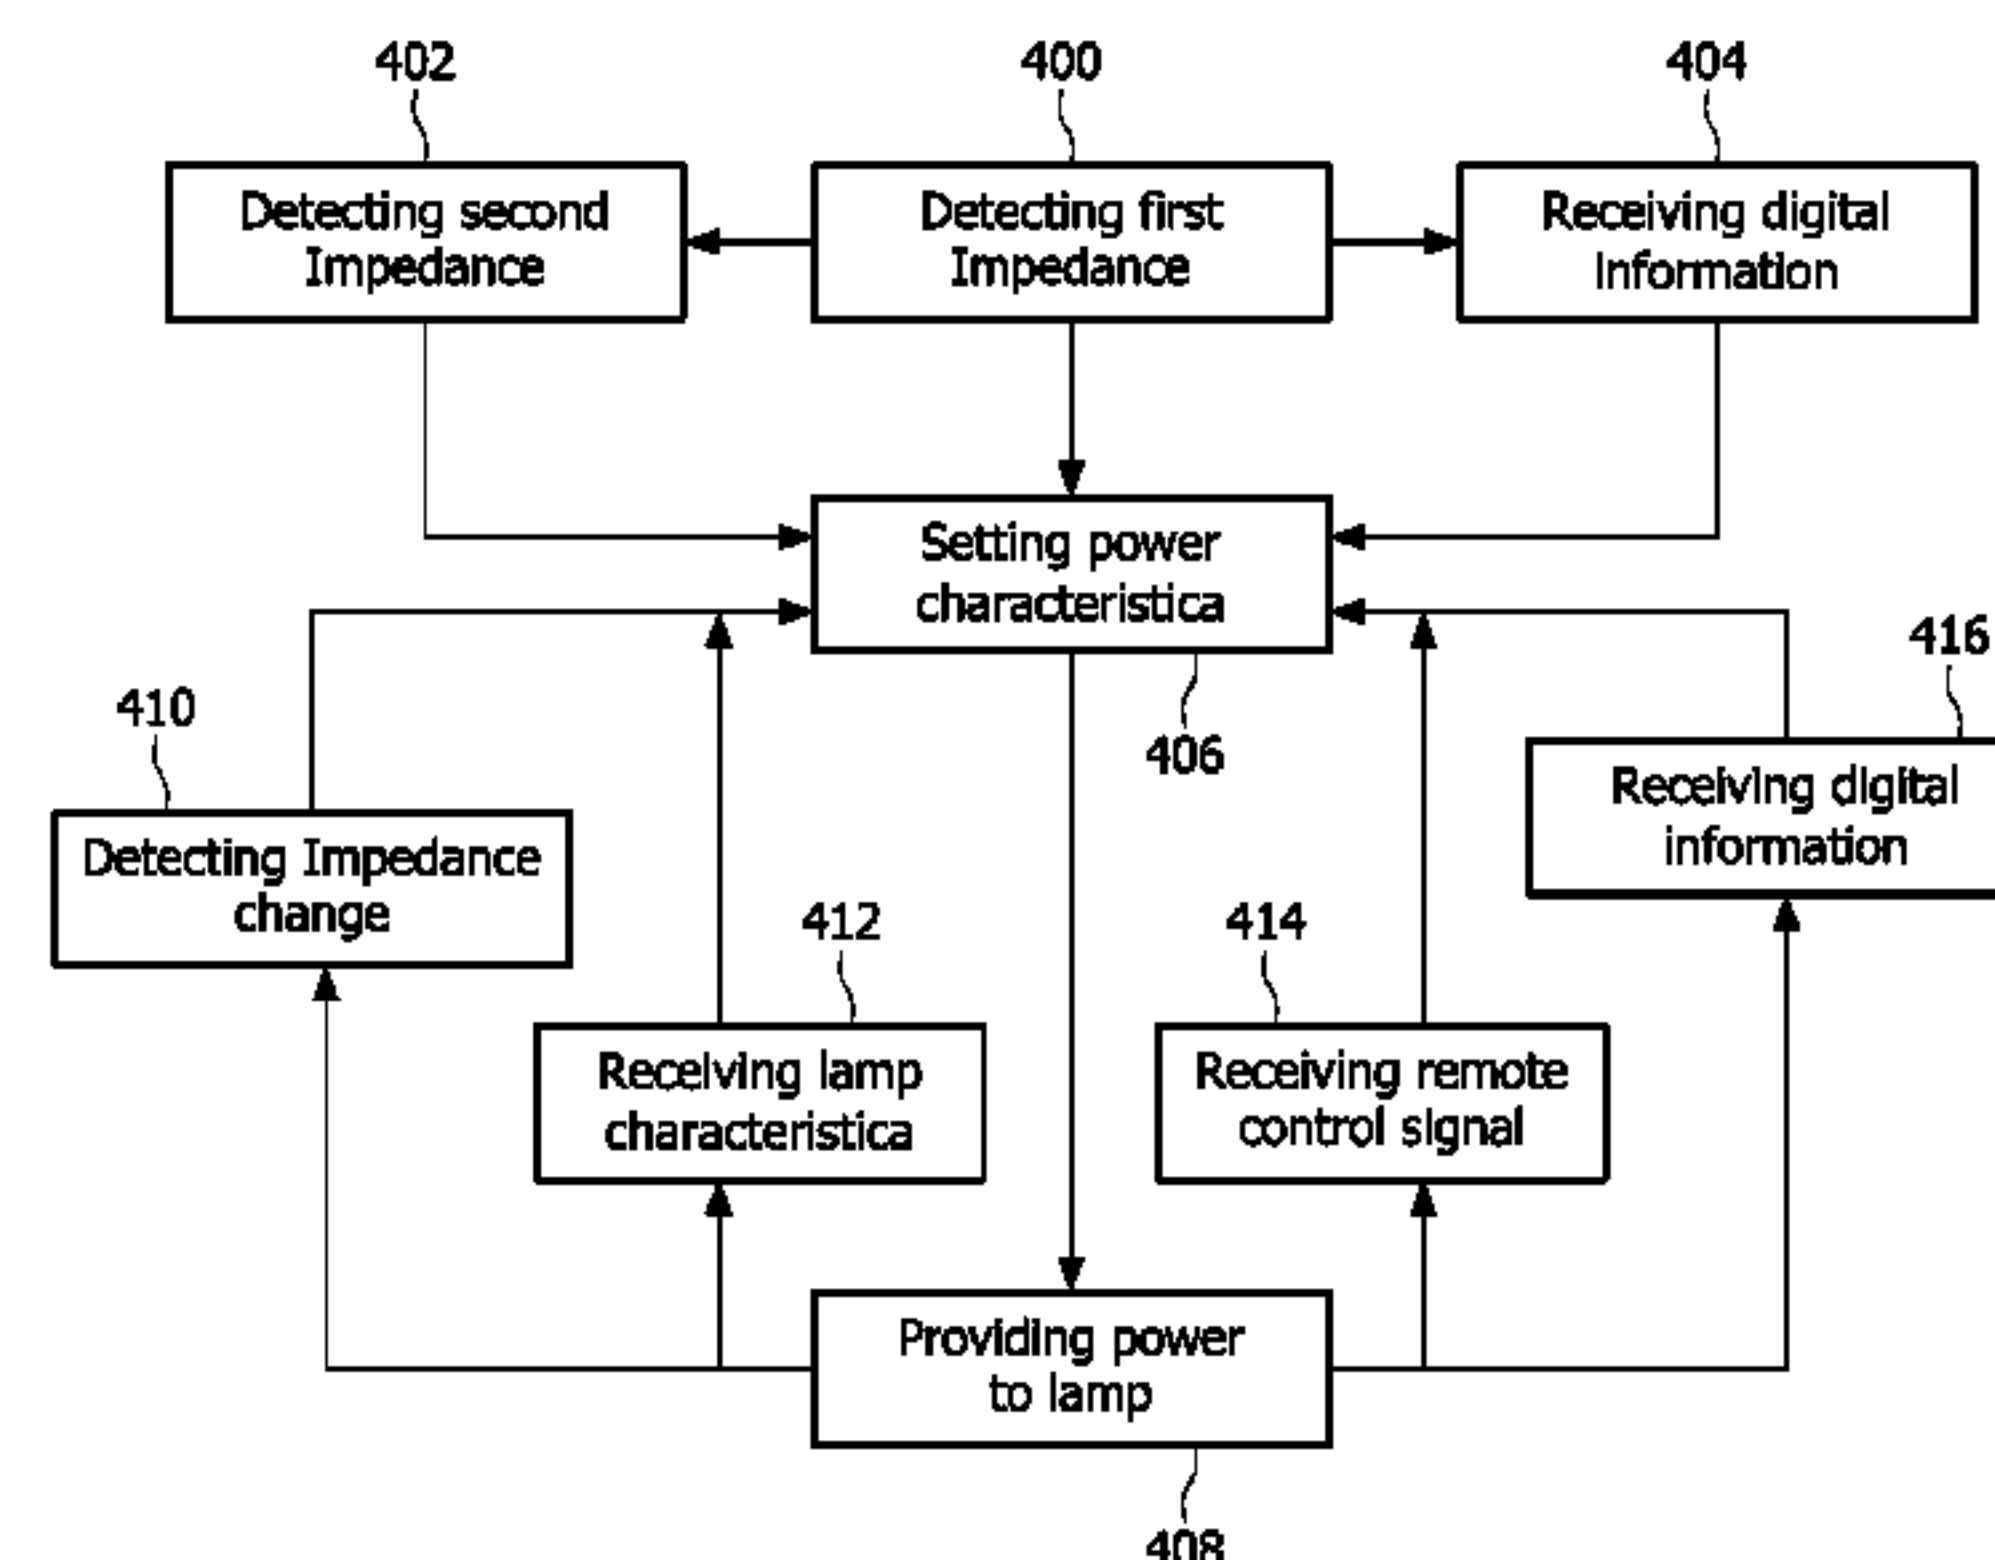 402
400
404
Detecting second
Impedance
Detecting first
Impedance
Receiving digital
Information
Setting power
characteristica
406
416
410
Receiving digital
information
Detecting Impedance
change
412
414
Receiving lamp
characteristica
Receiving remote
control signal
Providing power
to lamp
408